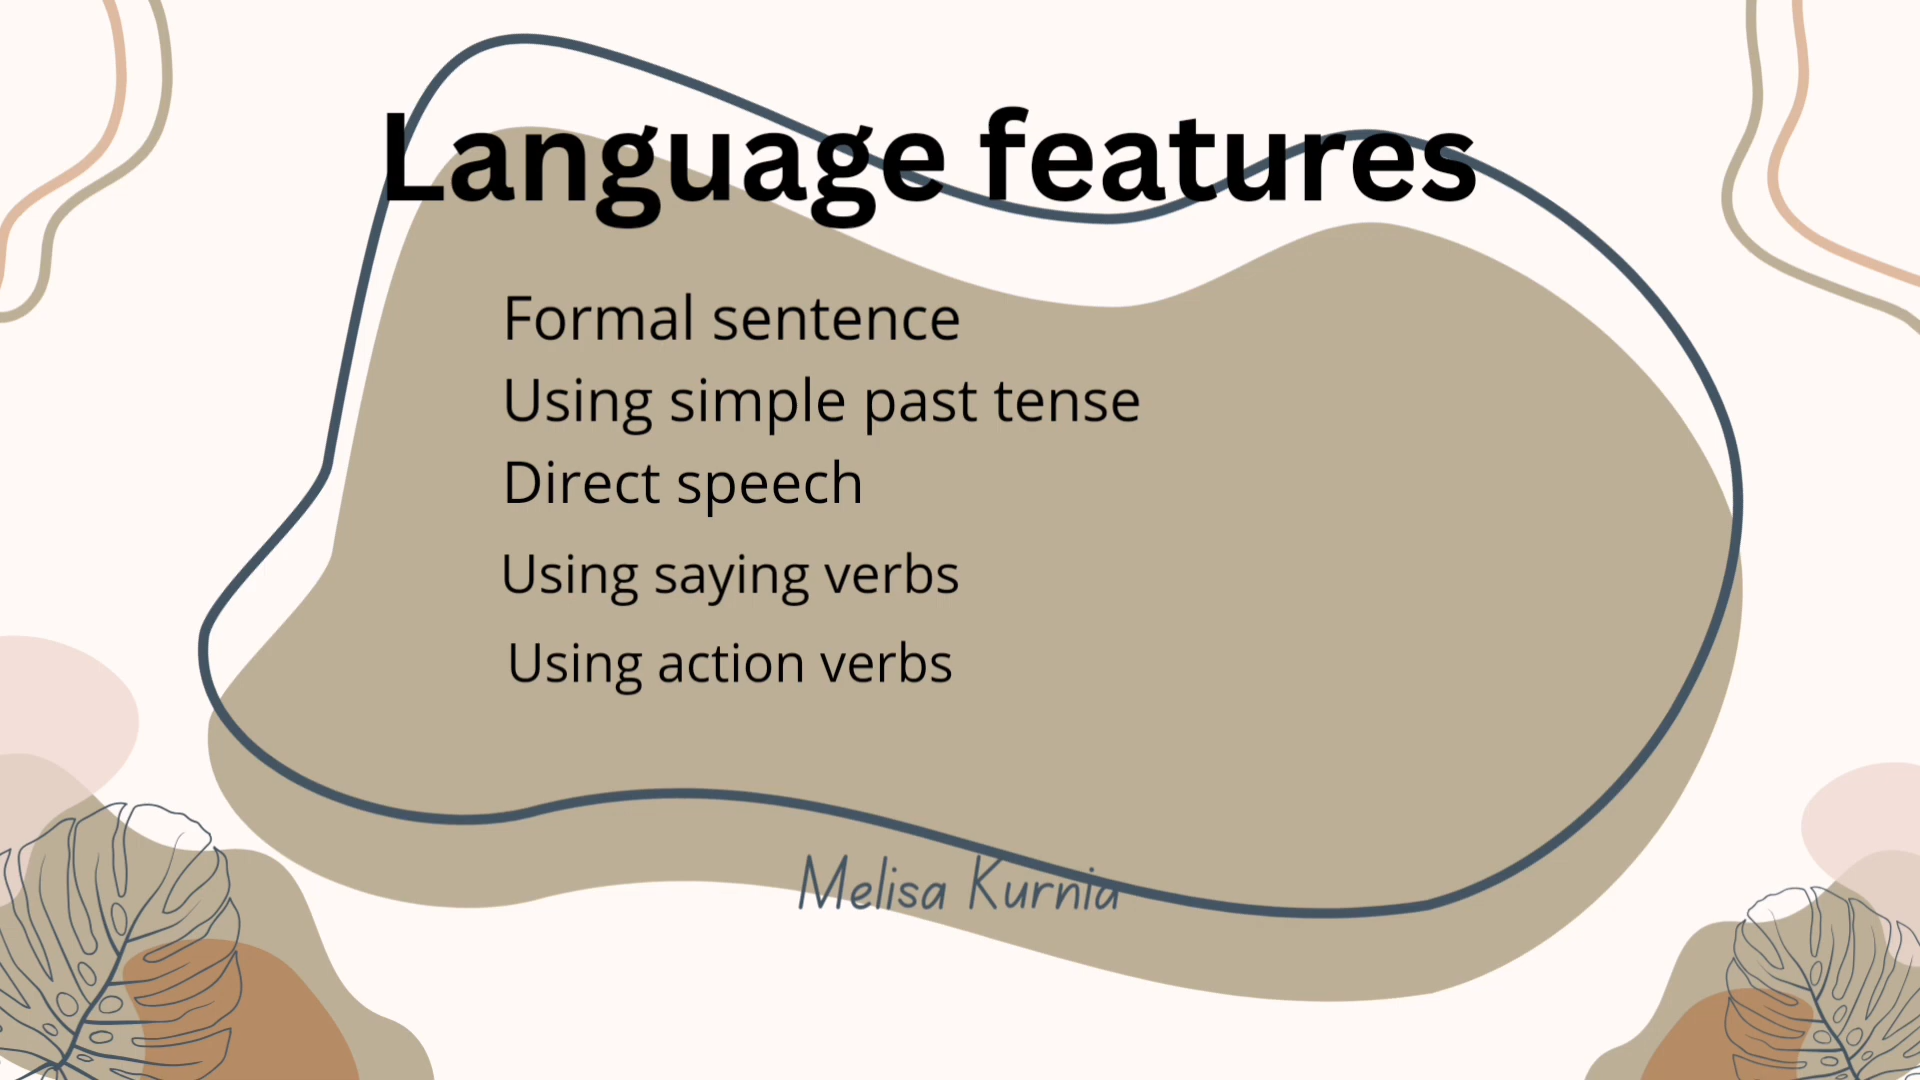 Language features
Formal sentence
Using simple past tense
Direct speech
Using saying verbs
Using action verbs
Melisa Kurnia